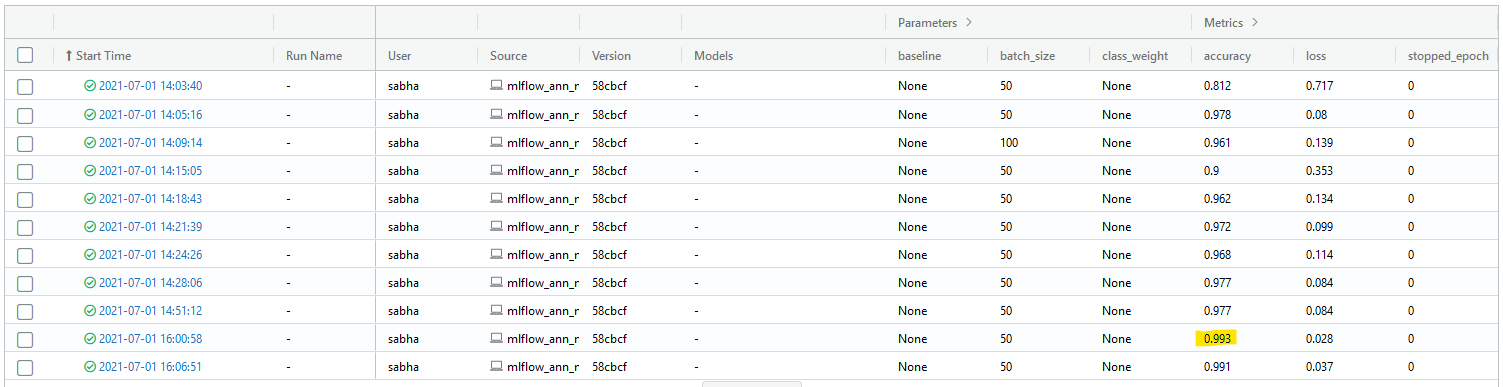 Parameters > Metrics >
↑ Start Time Run Name User Source Version Models baseline batch_size class_weight accuracy loss stopped_epoch
2021-07-01 14:03:40 - sabha mlflow_ann_r 58cbcf - None 50 None 0.812 0.717 0
2021-07-01 14:05:16 - sabha mlflow_ann_r 58cbcf - None 50 None 0.978 0.08 0
2021-07-01 14:09:14 - sabha mlflow_ann_r 58cbcf - None 100 None 0.961 0.139 0
2021-07-01 14:15:05 - sabha mlflow_ann_r 58cbcf - None 50 None 0.9 0.353 0
2021-07-01 14:18:43 - sabha mlflow_ann_r 58cbcf - None 50 None 0.962 0.134 0
2021-07-01 14:21:39 - sabha mlflow_ann_r 58cbcf - None 50 None 0.972 0.099 0
2021-07-01 14:24:26 - sabha mlflow_ann_r 58cbcf - None 50 None 0.968 0.114 0
2021-07-01 14:28:06 - sabha mlflow_ann_r 58cbcf - None 50 None 0.977 0.084 0
2021-07-01 14:51:12 - sabha mlflow_ann_r 58cbcf - None 50 None 0.977 0.084 0
2021-07-01 16:00:58 - sabha mlflow_ann_r 58cbcf - None 50 None 0.993 0.028 0
2021-07-01 16:06:51 - sabha mlflow_ann_r 58cbcf - None 50 None 0.991 0.037 0